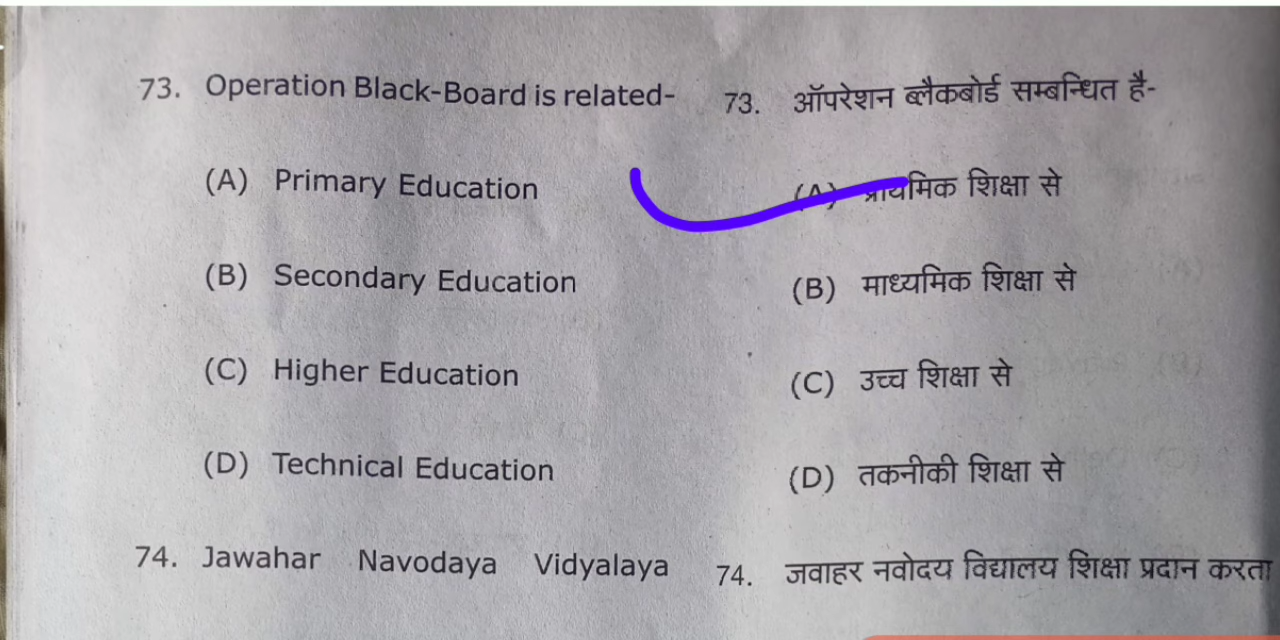 73. Operation Black-Board is related-
(A) Primary Education
(B) Secondary Education
(C) Higher Education
(D) Technical Education
74. Jawahar Navodaya Vidyalaya
73. ऑपरेशन ब्लैकबोर्ड सम्बन्धित है-
(A) प्राथमिक शिक्षा से
(B) माध्यमिक शिक्षा से
(C) उच्च शिक्षा से
(D) तकनीकी शिक्षा से
74. जवाहर नवोदय विद्यालय शिक्षा प्रदान करता